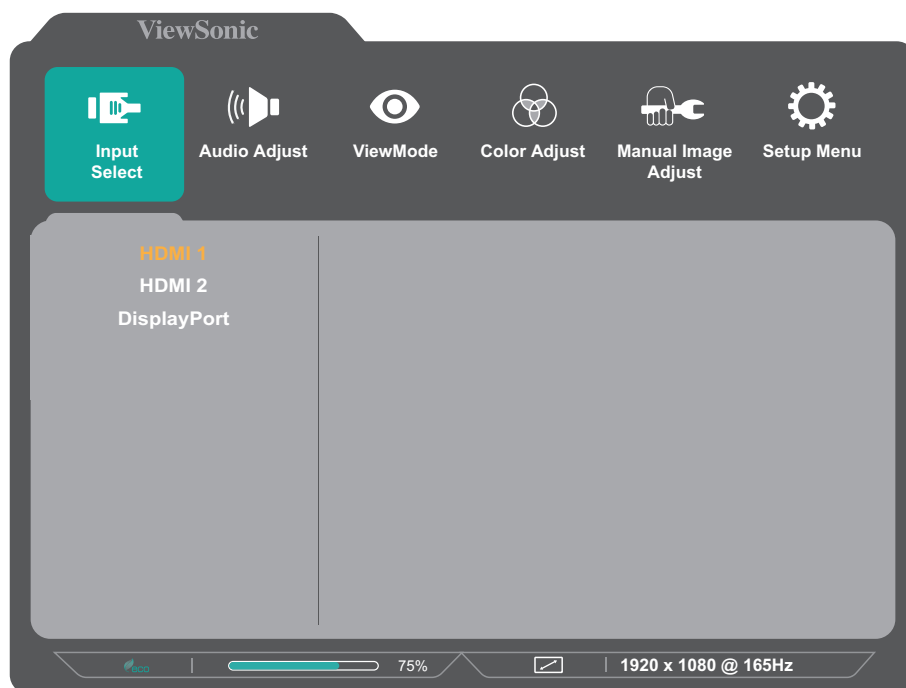 ViewSonic
Input
Select
Audio Adjust
ViewMode
Color Adjust
Manual Image
Adjust
Setup Menu
HDMI 1
HDMI 2
DisplayPort
75%
1920 x 1080 @ 165Hz